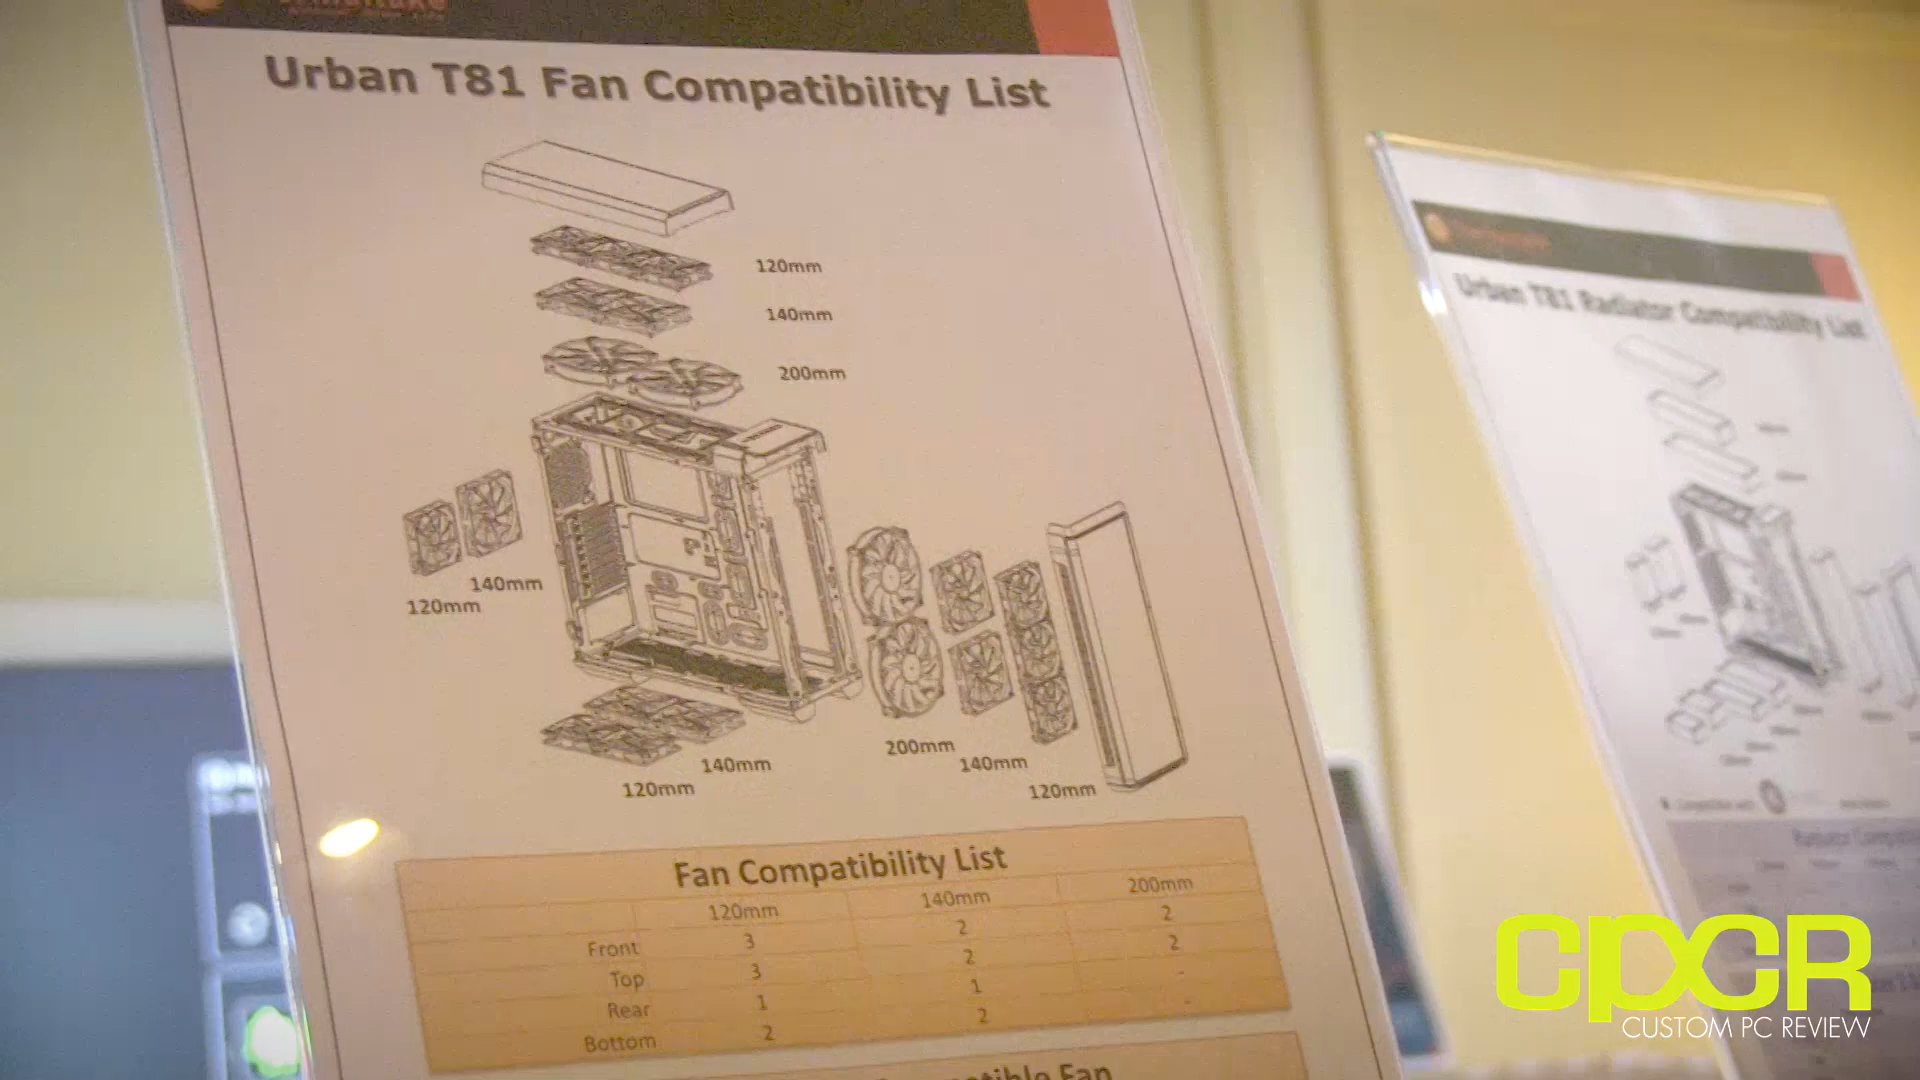 Urban T81 Fan Compatibility List
120mm
140mm
200mm
140mm
120mm
200mm
140mm
120mm
140mm
120mm
Fan Compatibility List
120mm 140mm 200mm
Front 3 2 2
Top 3 2 2
Rear 1 1 -
Bottom 2 2 -
Fan
Urban T81 Radiator Compatibility List
CPCR
CUSTOM PC REVIEW